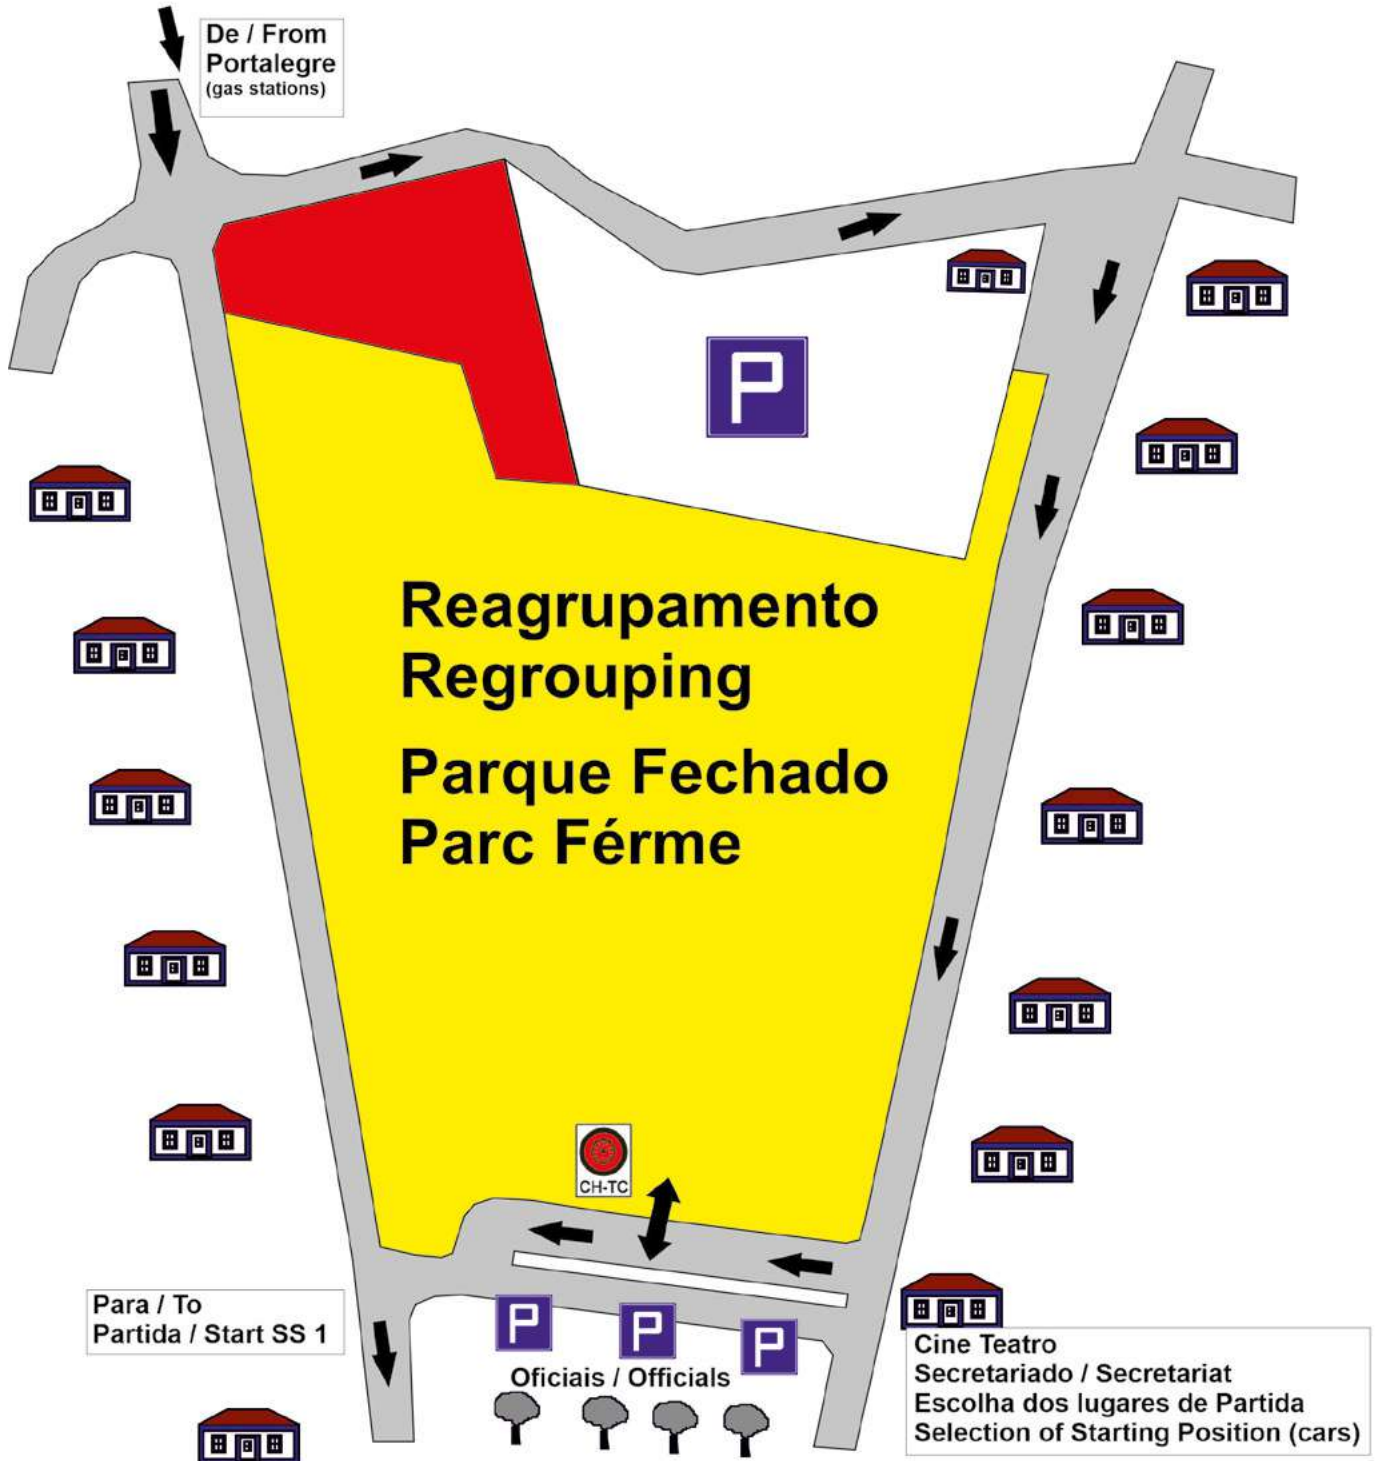 De / From
Portalegre
(gas stations)
P
Reagrupamento
Regrouping
Parque Fechado
Parc Férme
CH-TC
Para / To
Partida / Start SS 1
P
P
P
Oficiais / Officials
Cine Teatro
Secretariado / Secretariat
Escolha dos lugares de Partida
Selection of Starting Position (cars)